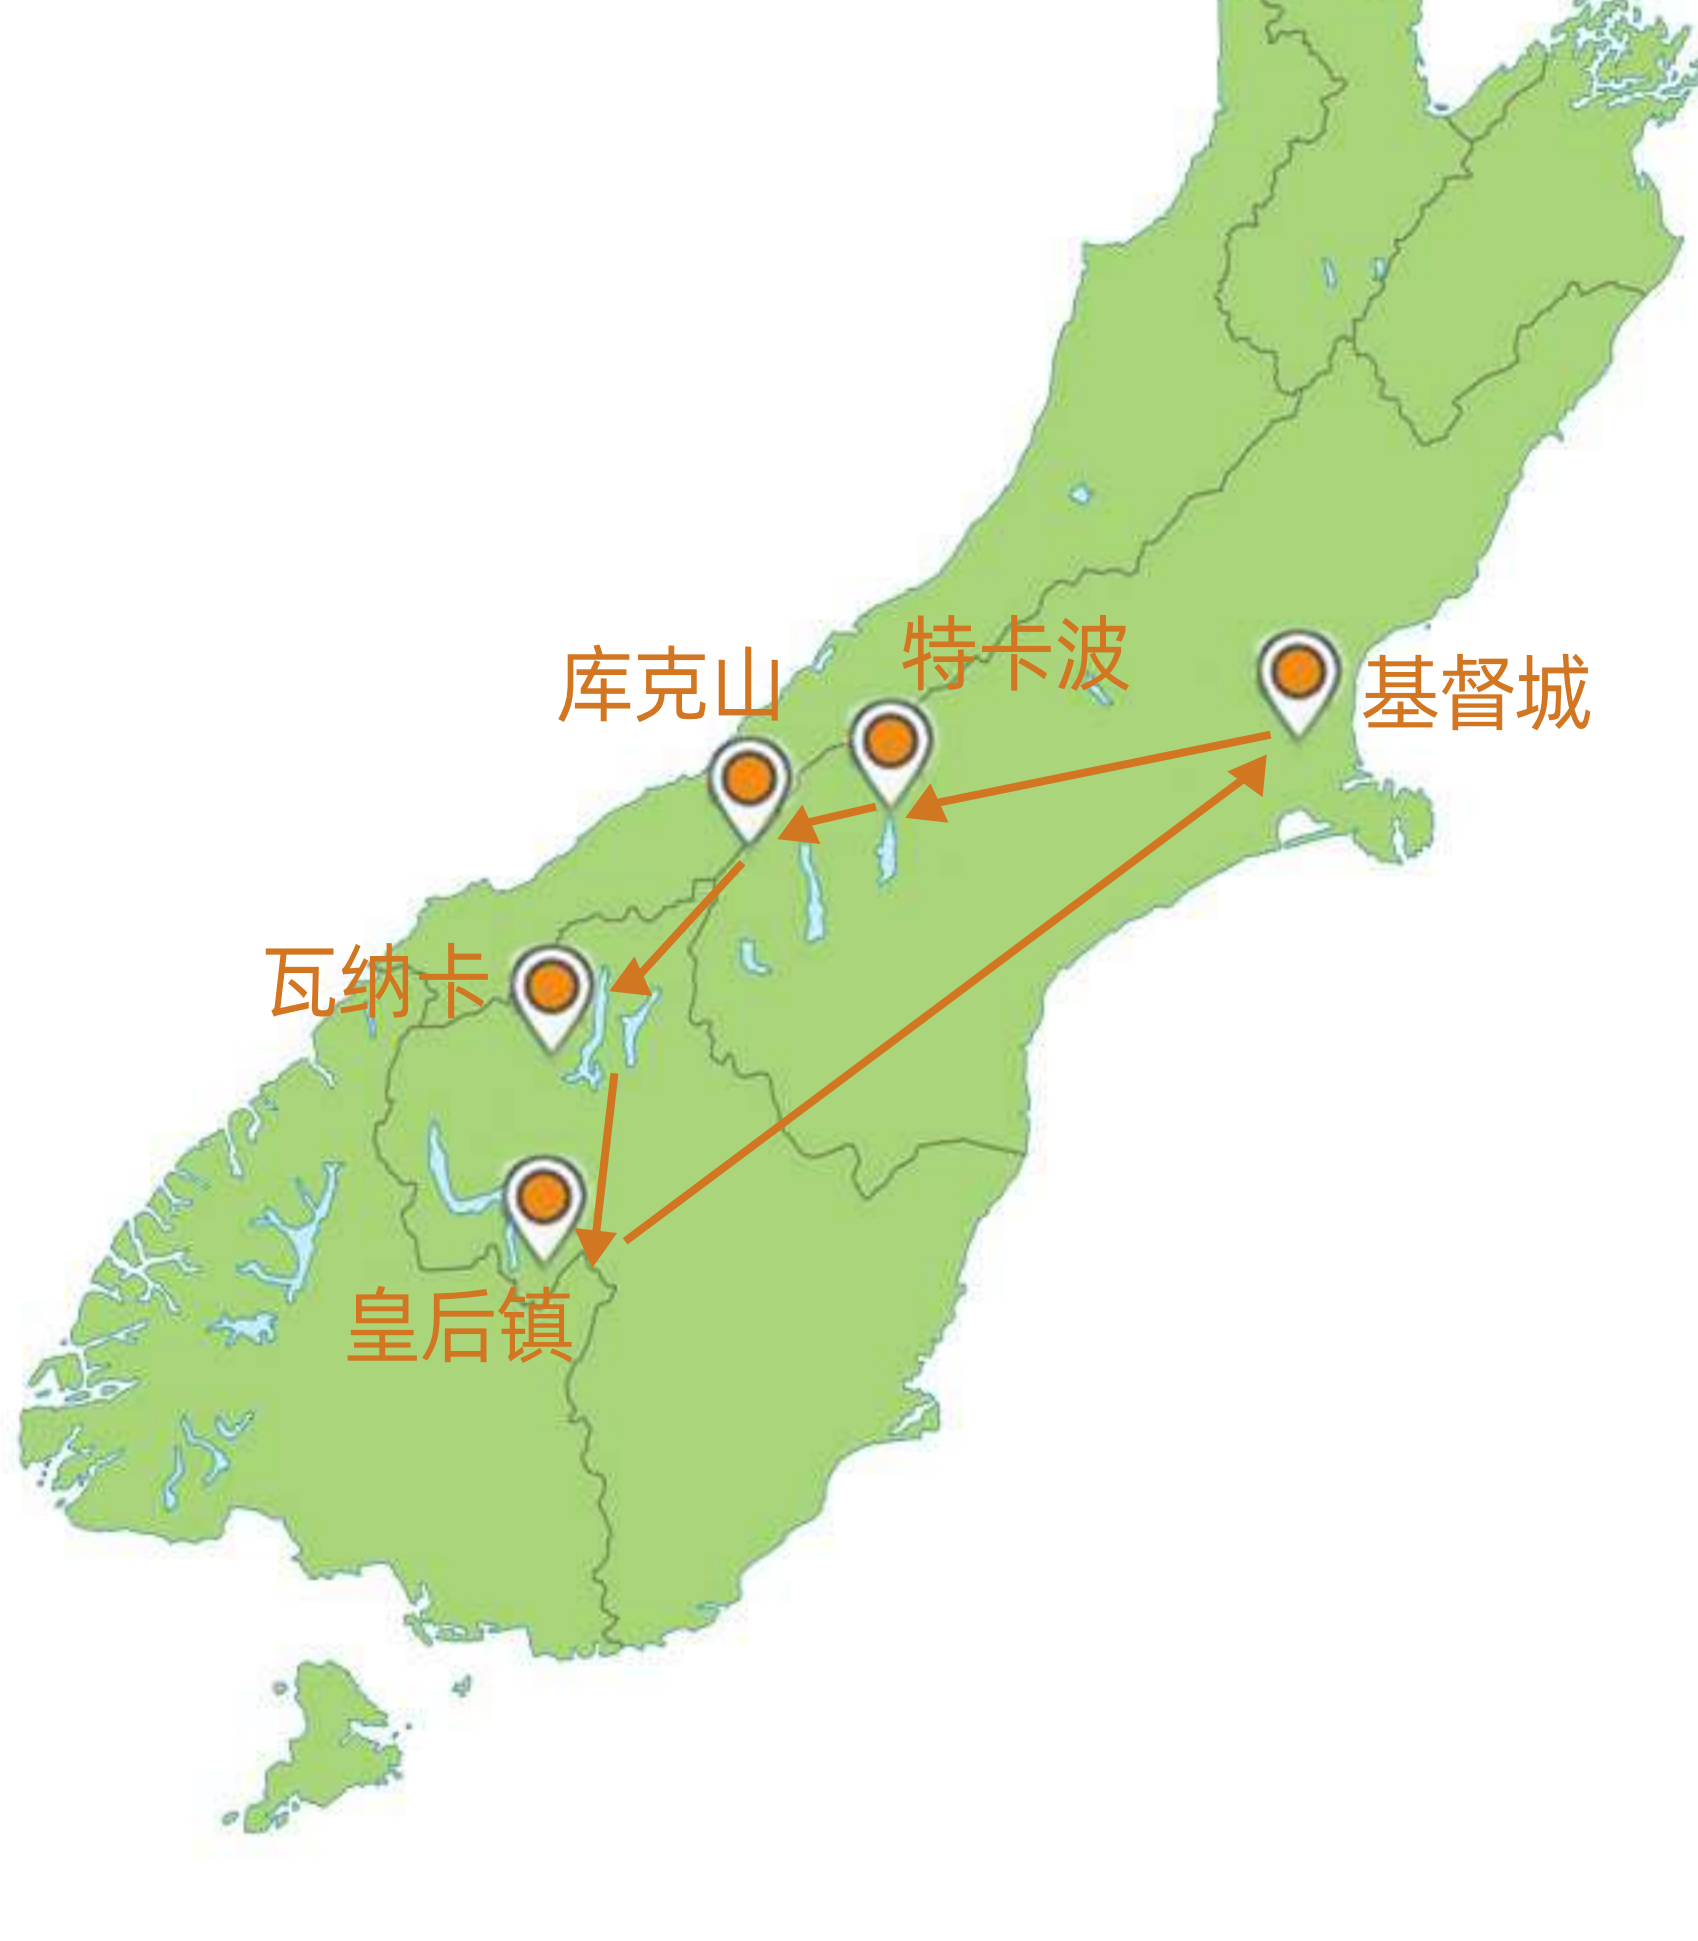 特卡波
库克山
基督城
瓦纳卡
皇后镇